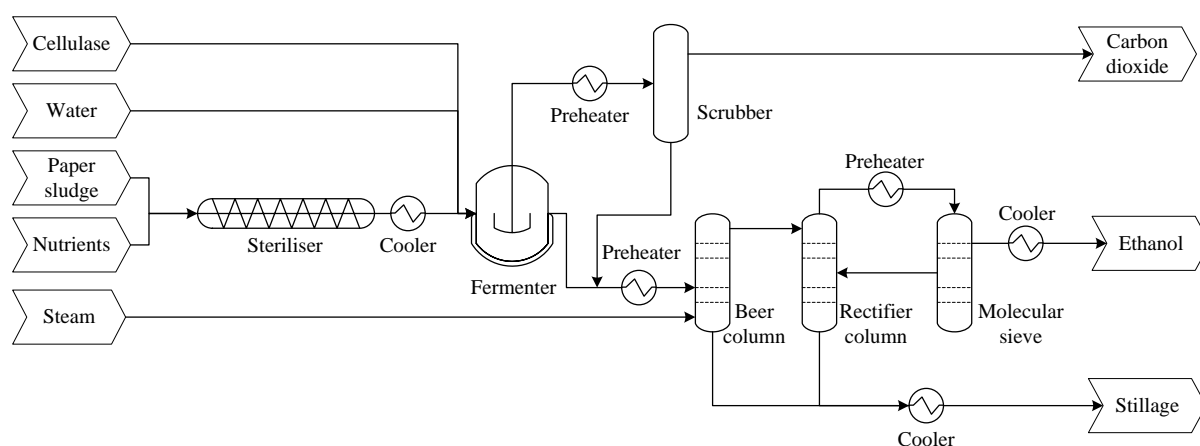 Cellulase
Carbon
dioxide
Water
Preheater
Scrubber
Paper
sludge
Preheater
Nutrients
Steriliser
Cooler
Cooler
Ethanol
Preheater
Fermenter
Steam
Beer
column
Rectifier
column
Molecular
sieve
Stillage
Cooler